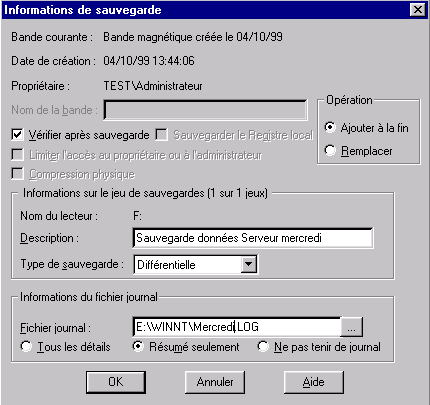 Informations de sauvegarde
Bande courante : Bande magnétique créée le 04/10/99
Date de création : 04/10/99 13:44:06
Propriétaire : TEST\Administrateur
Nom de la bande :
Opération
Ajouter à la fin
Remplacer
Vérifier après sauvegarde Sauvegarder le Registre local
Limiter l'accès au propriétaire ou à l'administrateur
Compression physique
Informations sur le jeu de sauvegardes (1 sur 1 jeux)
Nom du lecteur : F:
Description : Sauvegarde données Serveur mercredi
Type de sauvegarde : Différentielle
Informations du fichier journal
Fichier journal : E:\WINNT\Mercredi.LOG ...
Tous les détails Résumé seulement Ne pas tenir de journal
OK Annuler Aide